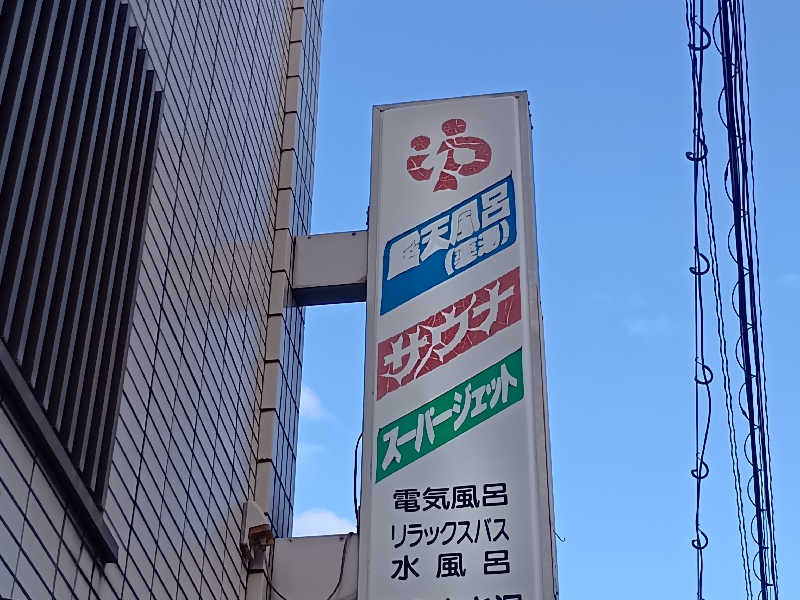 ゆ
露天風呂
(薬湯)
サウナ
スーパージェット
電気風呂
リラックスバス
水風呂